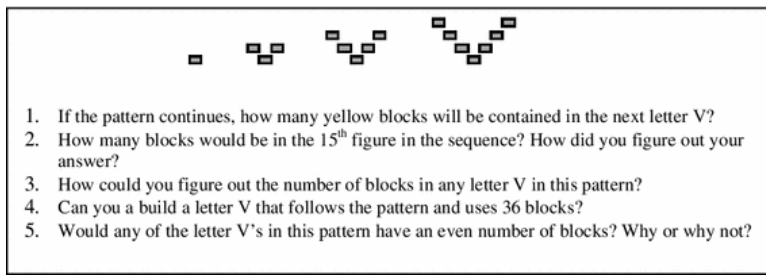 1. If the pattern continues, how many yellow blocks will be contained in the next letter V?
2. How many blocks would be in the 15th figure in the sequence? How did you figure out your
answer?
3. How could you figure out the number of blocks in any letter V in this pattern?
4. Can you a build a letter V that follows the pattern and uses 36 blocks?
5. Would any of the letter V's in this pattern have an even number of blocks? Why or why not?